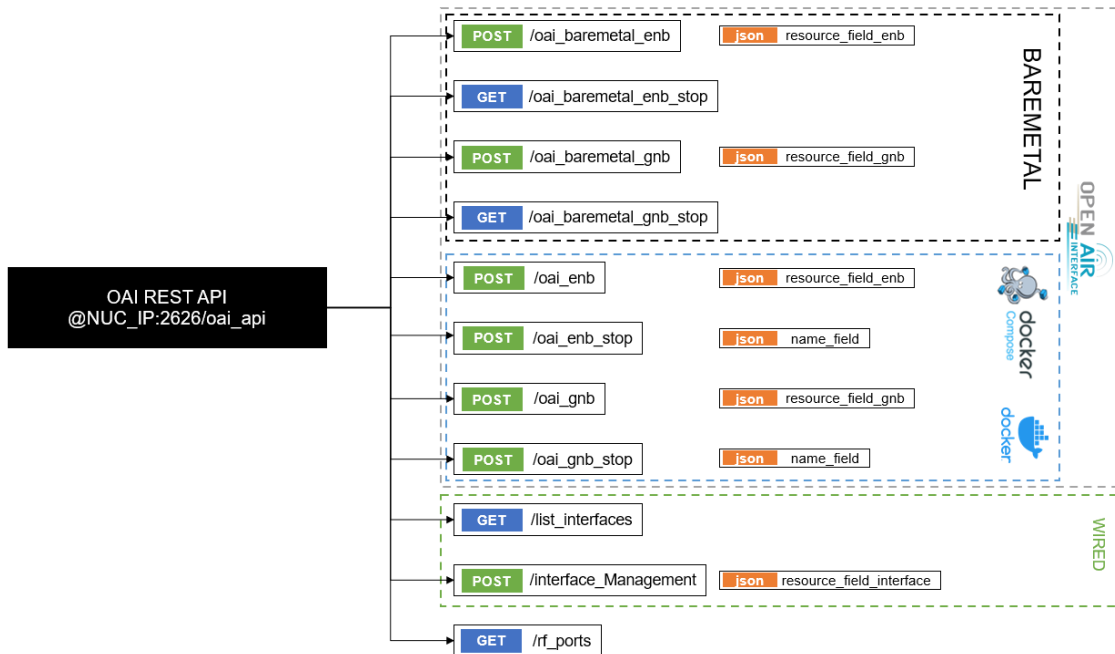 OAI REST API
@NUC_IP:2626/oai_api
POST /oai_baremetal_enb json resource_field_enb
GET /oai_baremetal_enb_stop
POST /oai_baremetal_gnb json resource_field_gnb
GET /oai_baremetal_gnb_stop
BAREMETAL
POST /oai_enb json resource_field_enb
POST /oai_enb_stop json name_field
POST /oai_gnb json resource_field_gnb
POST /oai_gnb_stop json name_field
docker
Compose
docker
OPEN
AIR
INTERFACE
GET /list_interfaces
POST /interface_Management json resource_field_interface
WIRED
GET /rf_ports